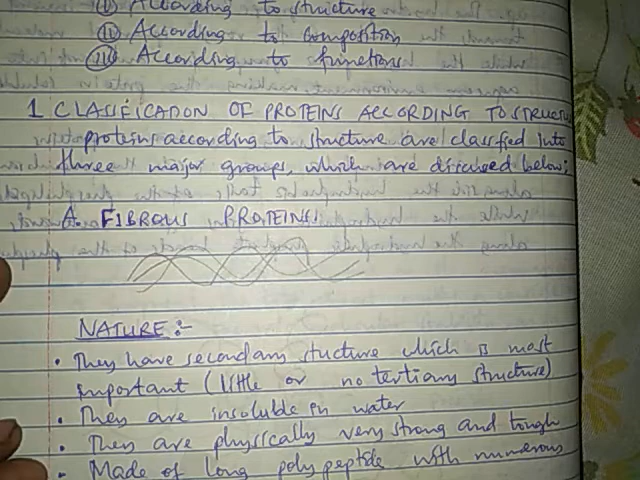 (i) According to structure
(ii) According to composition
(iii) According to functions
1 CLASSIFICATION OF PROTEINS ACCORDING TO STRUCTU
proteins according to structure are classified into
three major groups, which are discussed below;
A. FIBROUS PROTEINS
NATURE:-
• They have secondary stucture which is most
important (little or no tertiary structure)
• They are insoluble in water
• They are physically very strong and tough
• Made of long polypeptide with numerous